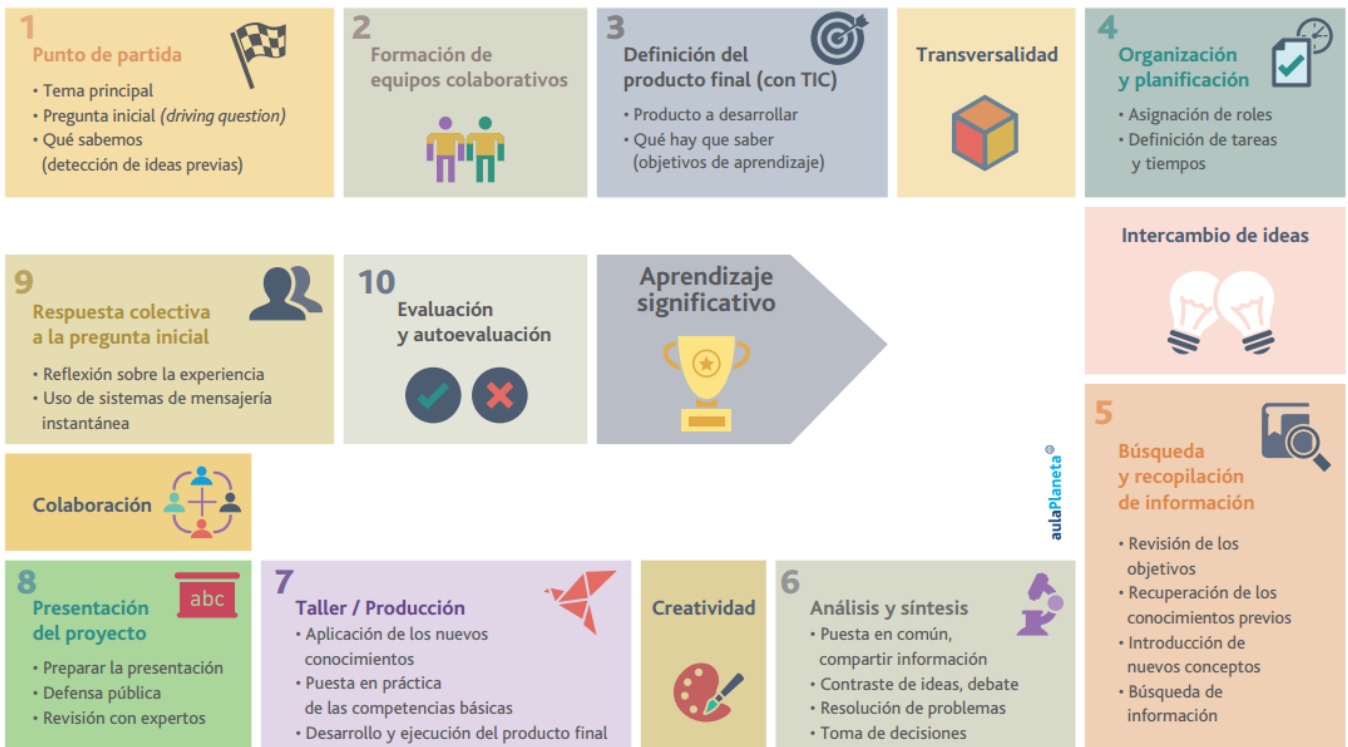 1
Punto de partida
• Tema principal
• Pregunta inicial (driving question)
• Qué sabemos
(detección de ideas previas)
2
Formación de
equipos colaborativos
3
Definición del
producto final (con TIC)
• Producto a desarrollar
• Qué hay que saber
(objetivos de aprendizaje)
Transversalidad
4
Organización
y planificación
• Asignación de roles
• Definición de tareas
y tiempos
Intercambio de ideas
5
Búsqueda
y recopilación
de información
• Revisión de los
objetivos
• Recuperación de los
conocimientos previos
• Introducción de
nuevos conceptos
• Búsqueda de
información
6
Análisis y síntesis
• Puesta en común,
compartir información
• Contraste de ideas, debate
• Resolución de problemas
• Toma de decisiones
Creatividad
7
Taller / Producción
• Aplicación de los nuevos
conocimientos
• Puesta en práctica
de las competencias básicas
• Desarrollo y ejecución del producto final
8
abc
Presentación
del proyecto
• Preparar la presentación
• Defensa pública
• Revisión con expertos
Colaboración
9
Respuesta colectiva
a la pregunta inicial
• Reflexión sobre la experiencia
• Uso de sistemas de mensajería
instantánea
10
Evaluación
y autoevaluación
Aprendizaje
significativo
aulaPlaneta